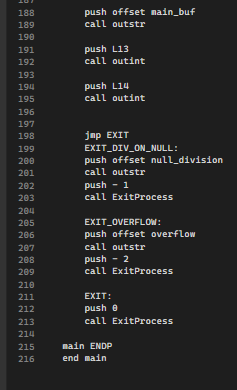 188 push offset main_buf
189 call outstr
190
191 push L13
192 call outint
193
194 push L14
195 call outint
196
197
198 jmp EXIT
199 EXIT_DIV_ON_NULL:
200 push offset null_division
201 call outstr
202 push - 1
203 call ExitProcess
204
205 EXIT_OVERFLOW:
206 push offset overflow
207 call outstr
208 push - 2
209 call ExitProcess
210
211 EXIT:
212 push 0
213 call ExitProcess
214
215 main ENDP
216 end main